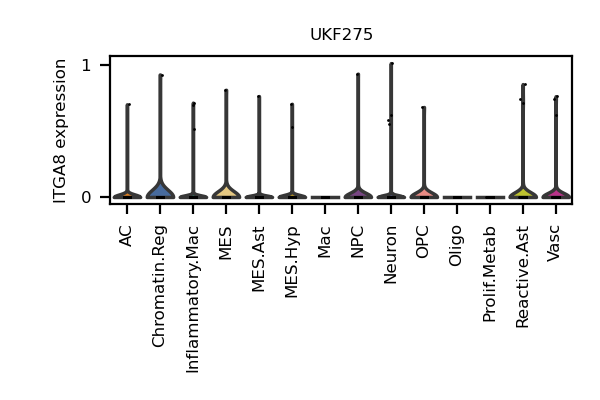 UKF275
ITGA8 expression
1
0
AC
Chromatin.Reg
Inflammatory.Mac
MES
MES.Ast
MES.Hyp
Mac
NPC
Neuron
OPC
Oligo
Prolif.Metab
Reactive.Ast
Vasc